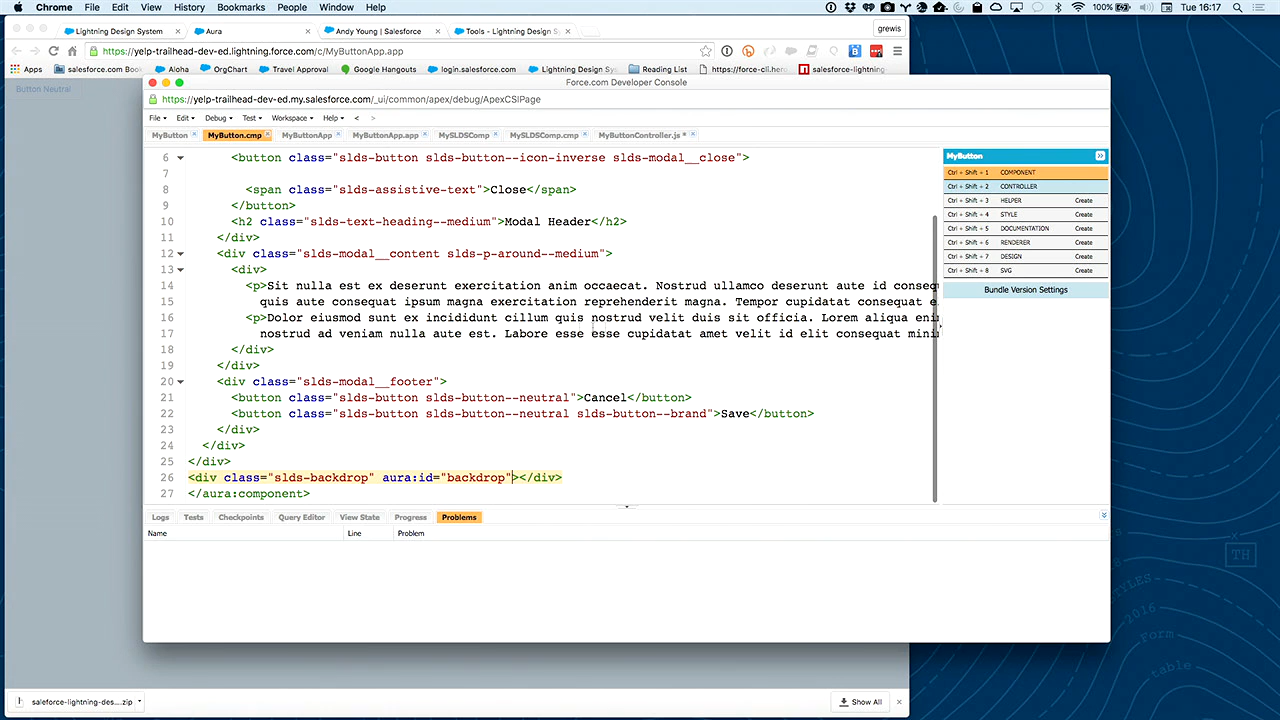 Chrome File Edit View History Bookmarks People Window Help 100% Tue 16:17
Lightning Design System × Aura × Andy Young | Salesforce × Tools - Lightning Design S × grewis
https://yelp-trailhead-dev-ed.lightning.force.com/c/MyButtonApp.app
Apps salesforce.com Boo Aloha OrgChart Travel Approval Google Hangouts login.salesforce.com Lightning Design Sy Reading List https://force-cli.hero salesforce-lightning
Button Neutral
Force.com Developer Console
https://yelp-trailhead-dev-ed.my.salesforce.com/_ui/common/apex/debug/ApexCSIPage
File Edit Debug Test Workspace Help < >
MyButton MyButton.cmp MyButtonApp MyButtonApp.app MySLDSComp MySLDSComp.cmp MyButtonController.js *
6 <button class="slds-button slds-button--icon-inverse slds-modal__close">
7
8 <span class="slds-assistive-text">Close</span>
9 </button>
10 <h2 class="slds-text-heading--medium">Modal Header</h2>
11 </div>
12 <div class="slds-modal__content slds-p-around--medium">
13 <div>
14 <p>Sit nulla est ex deserunt exercitation anim occaecat. Nostrud ullamco deserunt aute id conseq
15 quis aute consequat ipsum magna exercitation reprehenderit magna. Tempor cupidatat consequat e
16 <p>Dolor eiusmod sunt ex incididunt cillum quis nostrud velit duis sit officia. Lorem aliqua eni
17 nostrud ad veniam nulla aute est. Labore esse esse cupidatat amet velit id elit consequat mini
18 </div>
19 </div>
20 <div class="slds-modal__footer">
21 <button class="slds-button slds-button--neutral">Cancel</button>
22 <button class="slds-button slds-button--neutral slds-button--brand">Save</button>
23 </div>
24 </div>
25 </div>
26 <div class="slds-backdrop" aura:id="backdrop"></div>
27 </aura:component>
MyButton
Ctrl + Shift + 1 COMPONENT
Ctrl + Shift + 2 CONTROLLER
Ctrl + Shift + 3 HELPER Create
Ctrl + Shift + 4 STYLE Create
Ctrl + Shift + 5 DOCUMENTATION Create
Ctrl + Shift + 6 RENDERER Create
Ctrl + Shift + 7 DESIGN Create
Ctrl + Shift + 8 SVG Create
Bundle Version Settings
Logs Tests Checkpoints Query Editor View State Progress Problems
Name Line Problem
TH
STYLES
2016
Form
table
saleforce-lightning-des....zip Show All ×